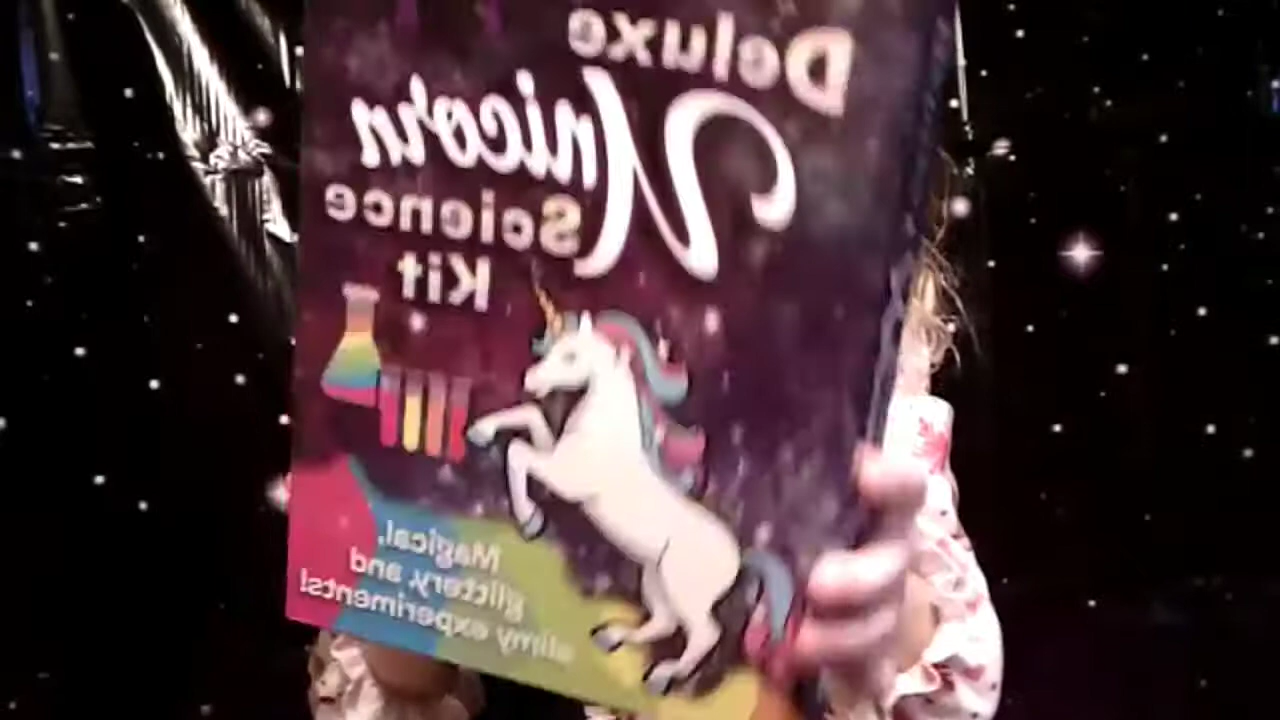 Deluxe
Unicorn
Science
Kit
Magical,
glittery, and
slimy experiments!